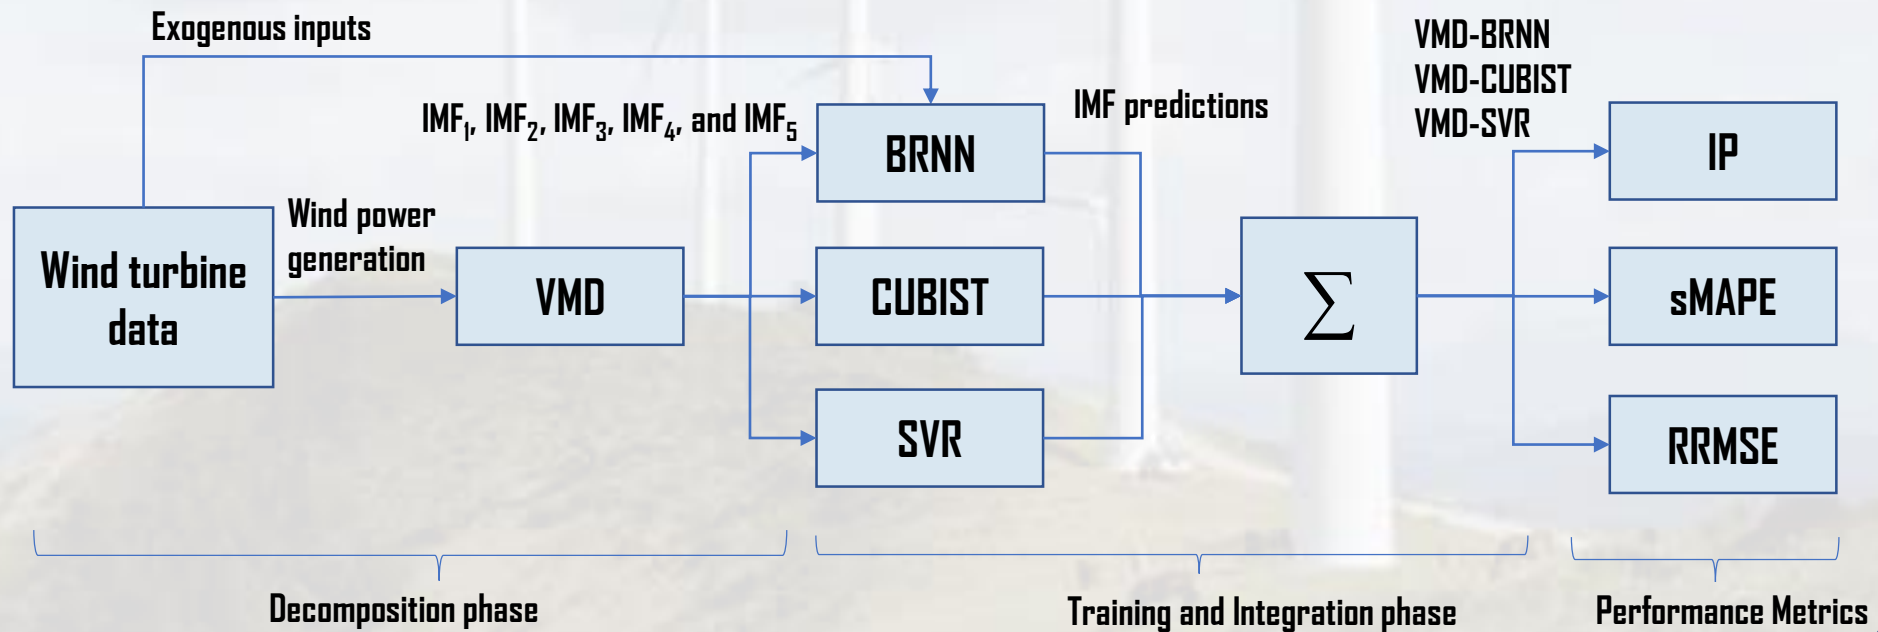 Exogenous inputs
IMF₁, IMF₂, IMF₃, IMF₄, and IMF₅
Wind turbine
data
Wind power
generation
VMD
BRNN
CUBIST
SVR
IMF predictions
∑
VMD-BRNN
VMD-CUBIST
VMD-SVR
IP
sMAPE
RRMSE
Decomposition phase
Training and Integration phase
Performance Metrics